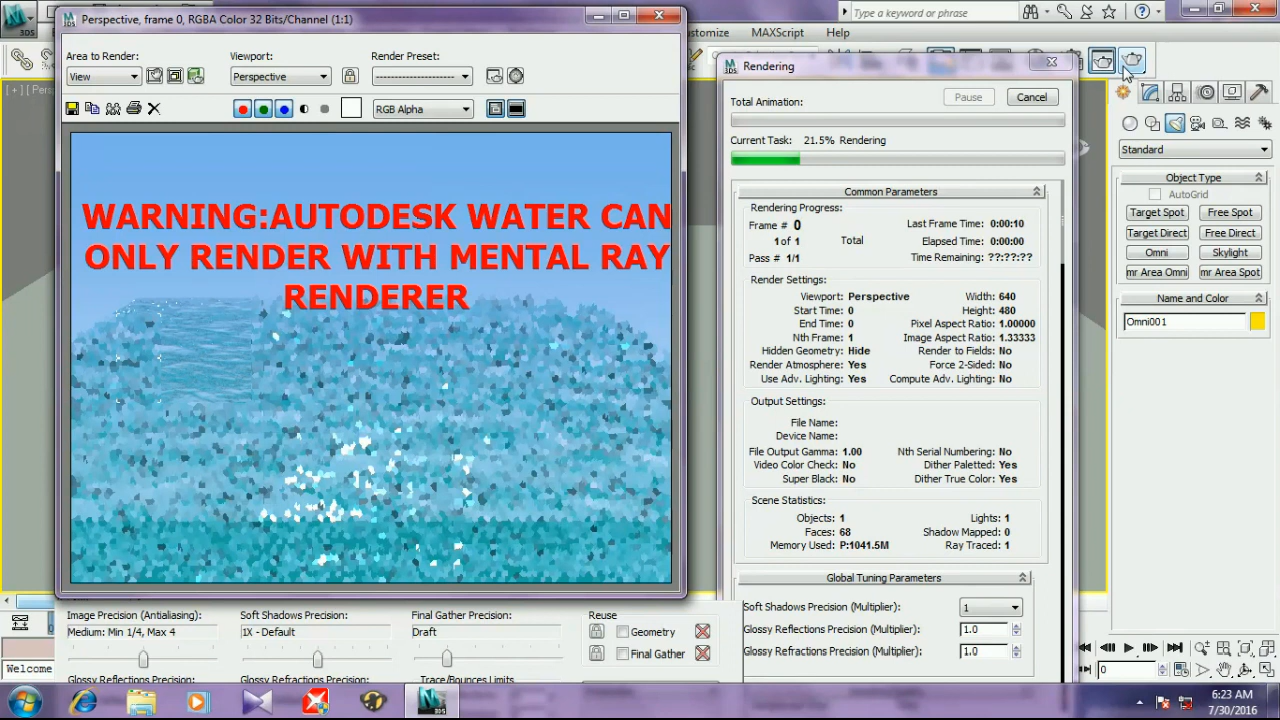 3DS
Perspective, frame 0, RGBA Color 32 Bits/Channel (1:1)
Type a keyword or phrase
Customize MAXScript Help
Area to Render:
Viewport:
Render Preset:
View
Perspective
--------------------
RGB Alpha
[ + ] [ Pers
WARNING:AUTODESK WATER CAN
ONLY RENDER WITH MENTAL RAY
RENDERER
Rendering
Total Animation:
Pause
Cancel
Current Task: 21.5% Rendering
Common Parameters
Rendering Progress:
Frame # 0
Last Frame Time: 0:00:10
1 of 1 Total
Elapsed Time: 0:00:00
Pass # 1/1
Time Remaining: ??:??:??
Render Settings:
Viewport: Perspective
Width: 640
Start Time: 0
Height: 480
End Time: 0
Pixel Aspect Ratio: 1.00000
Nth Frame: 1
Image Aspect Ratio: 1.33333
Hidden Geometry: Hide
Render to Fields: No
Render Atmosphere: Yes
Force 2-Sided: No
Use Adv. Lighting: Yes
Compute Adv. Lighting: No
Output Settings:
File Name:
Device Name:
File Output Gamma: 1.00
Nth Serial Numbering: No
Video Color Check: No
Dither Paletted: Yes
Super Black: No
Dither True Color: Yes
Scene Statistics:
Objects: 1
Lights: 1
Faces: 68
Shadow Mapped: 0
Memory Used: P:1041.5M
Ray Traced: 1
Global Tuning Parameters
Soft Shadows Precision (Multiplier): 1
Glossy Reflections Precision (Multiplier): 1.0
Glossy Refractions Precision (Multiplier): 1.0
Standard
Object Type
AutoGrid
Target Spot
Free Spot
Target Direct
Free Direct
Omni
Skylight
mr Area Omni
mr Area Spot
Name and Color
Omni001
Image Precision (Antialiasing):
Soft Shadows Precision:
Final Gather Precision:
Reuse
Medium: Min 1/4, Max 4
1X - Default
Draft
Geometry
Final Gather
Glossy Reflections Precision:
Glossy Refractions Precision:
Trace/Bounces Limits
Welcome
0
6:23 AM
7/30/2016